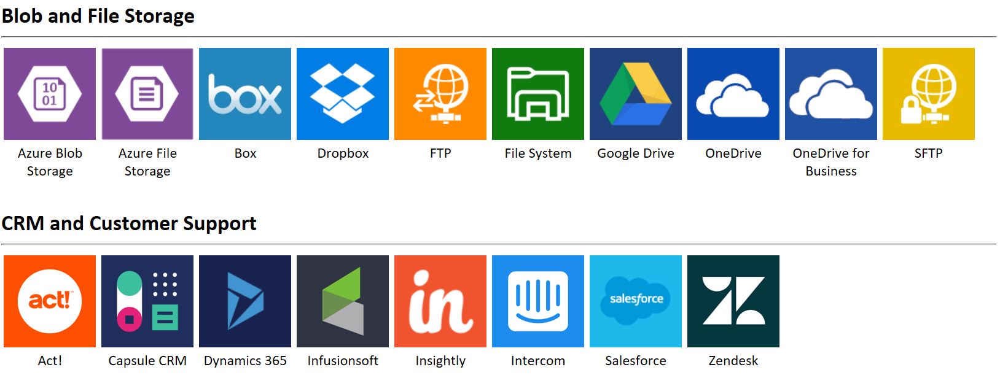 Blob and File Storage
10
01
box
Azure Blob
Storage
Azure File
Storage
Box
Dropbox
FTP
File System
Google Drive
OneDrive
OneDrive for
Business
SFTP
CRM and Customer Support
act!™
in
salesforce
Act!
Capsule CRM
Dynamics 365
Infusionsoft
Insightly
Intercom
Salesforce
Zendesk